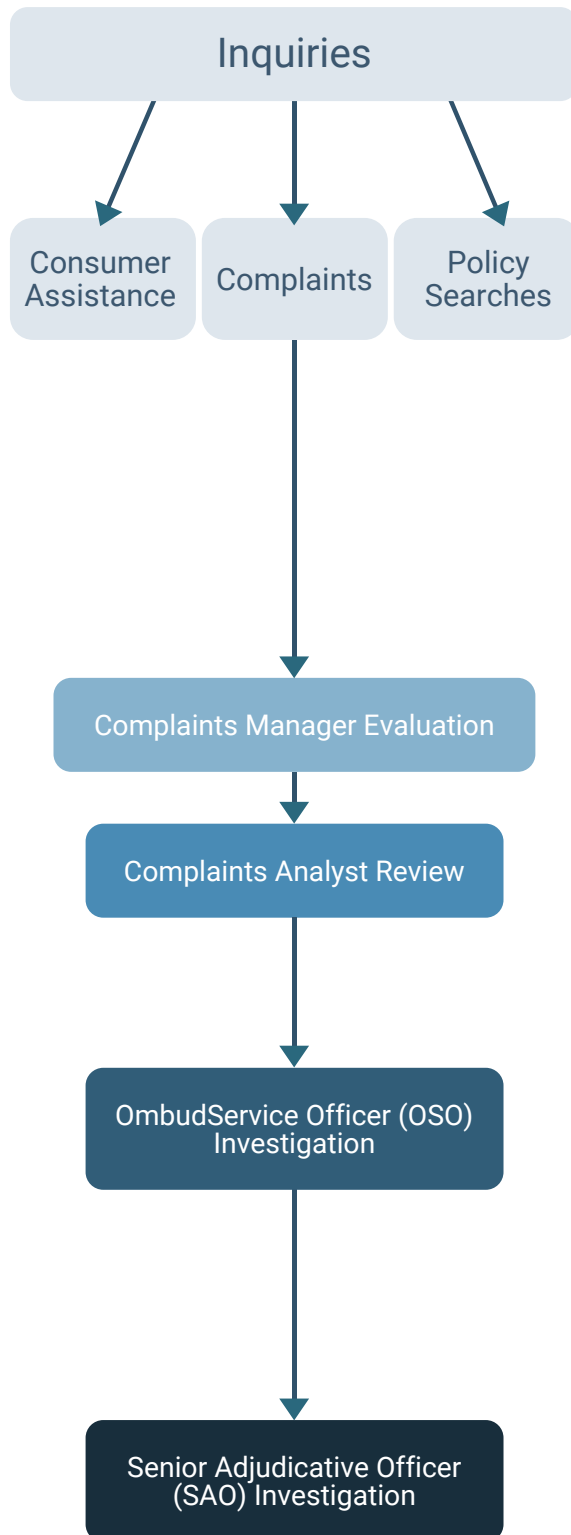 Inquiries
Consumer
Assistance
Complaints
Policy
Searches
Complaints Manager Evaluation
Complaints Analyst Review
OmbudService Officer (OSO)
Investigation
Senior Adjudicative Officer
(SAO) Investigation